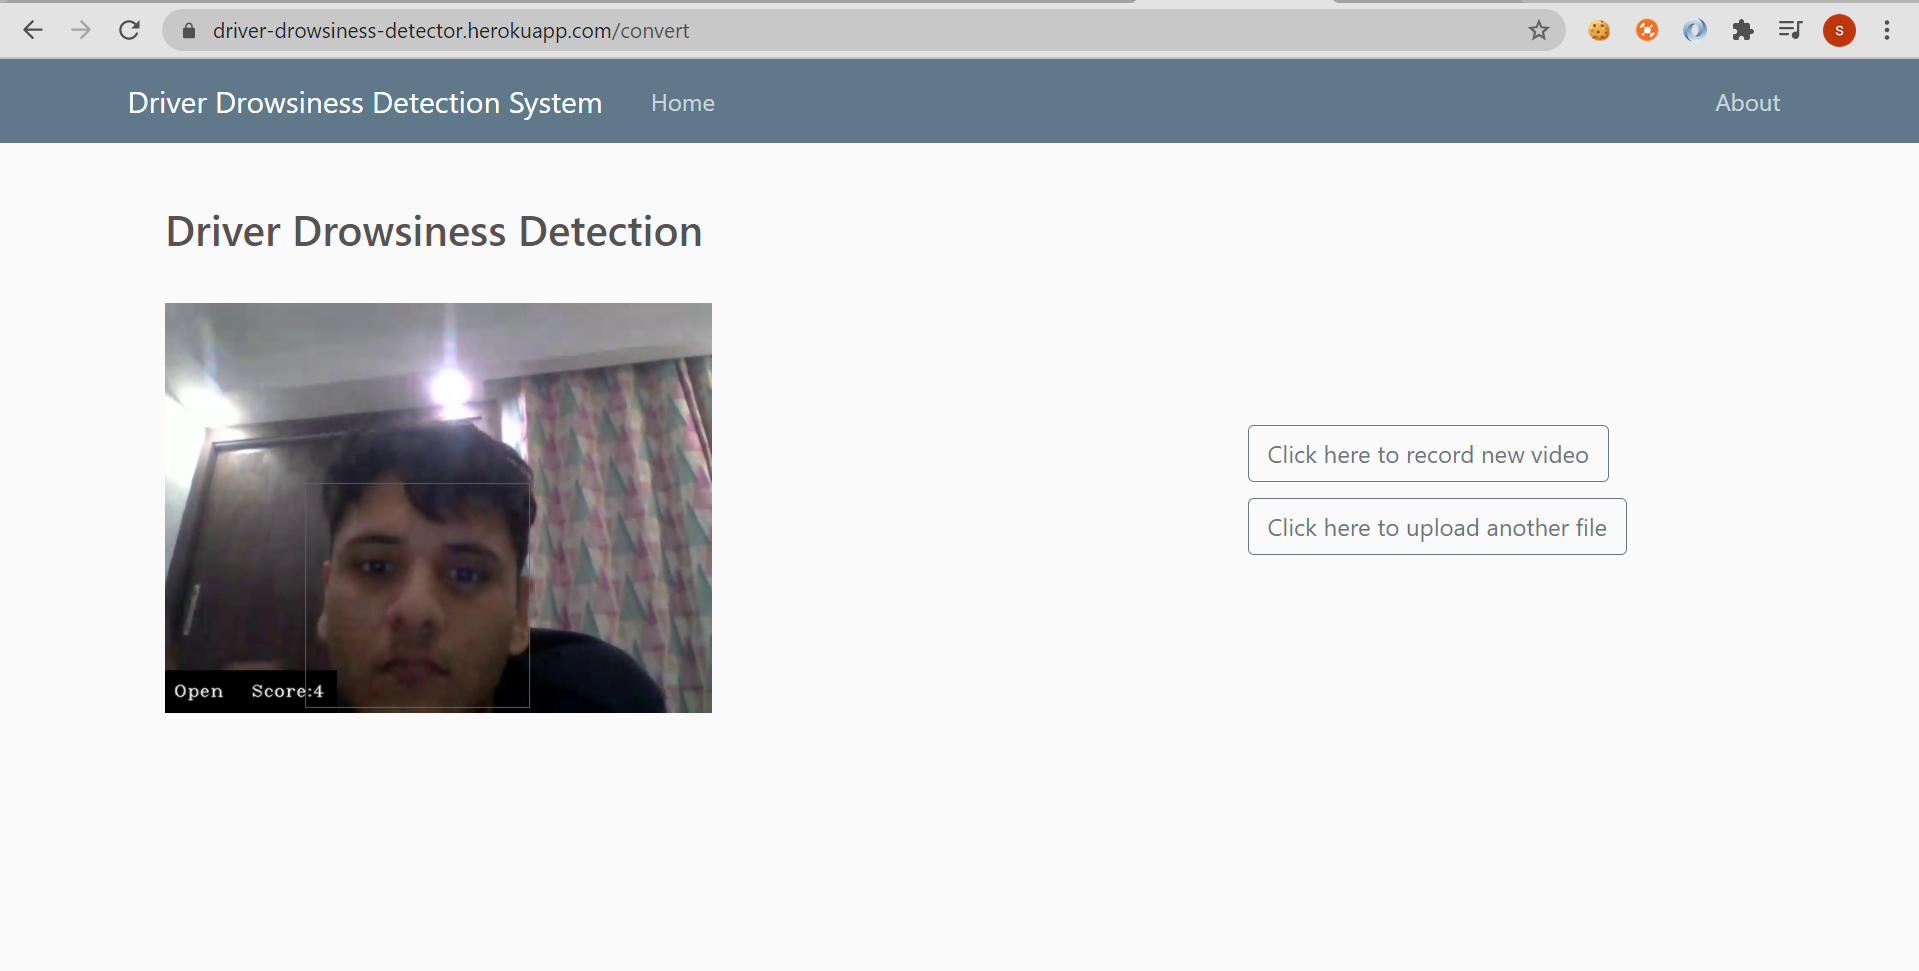 driver-drowsiness-detector.herokuapp.com/convert
S
Driver Drowsiness Detection System Home About
Driver Drowsiness Detection
Open Score:4
Click here to record new video
Click here to upload another file